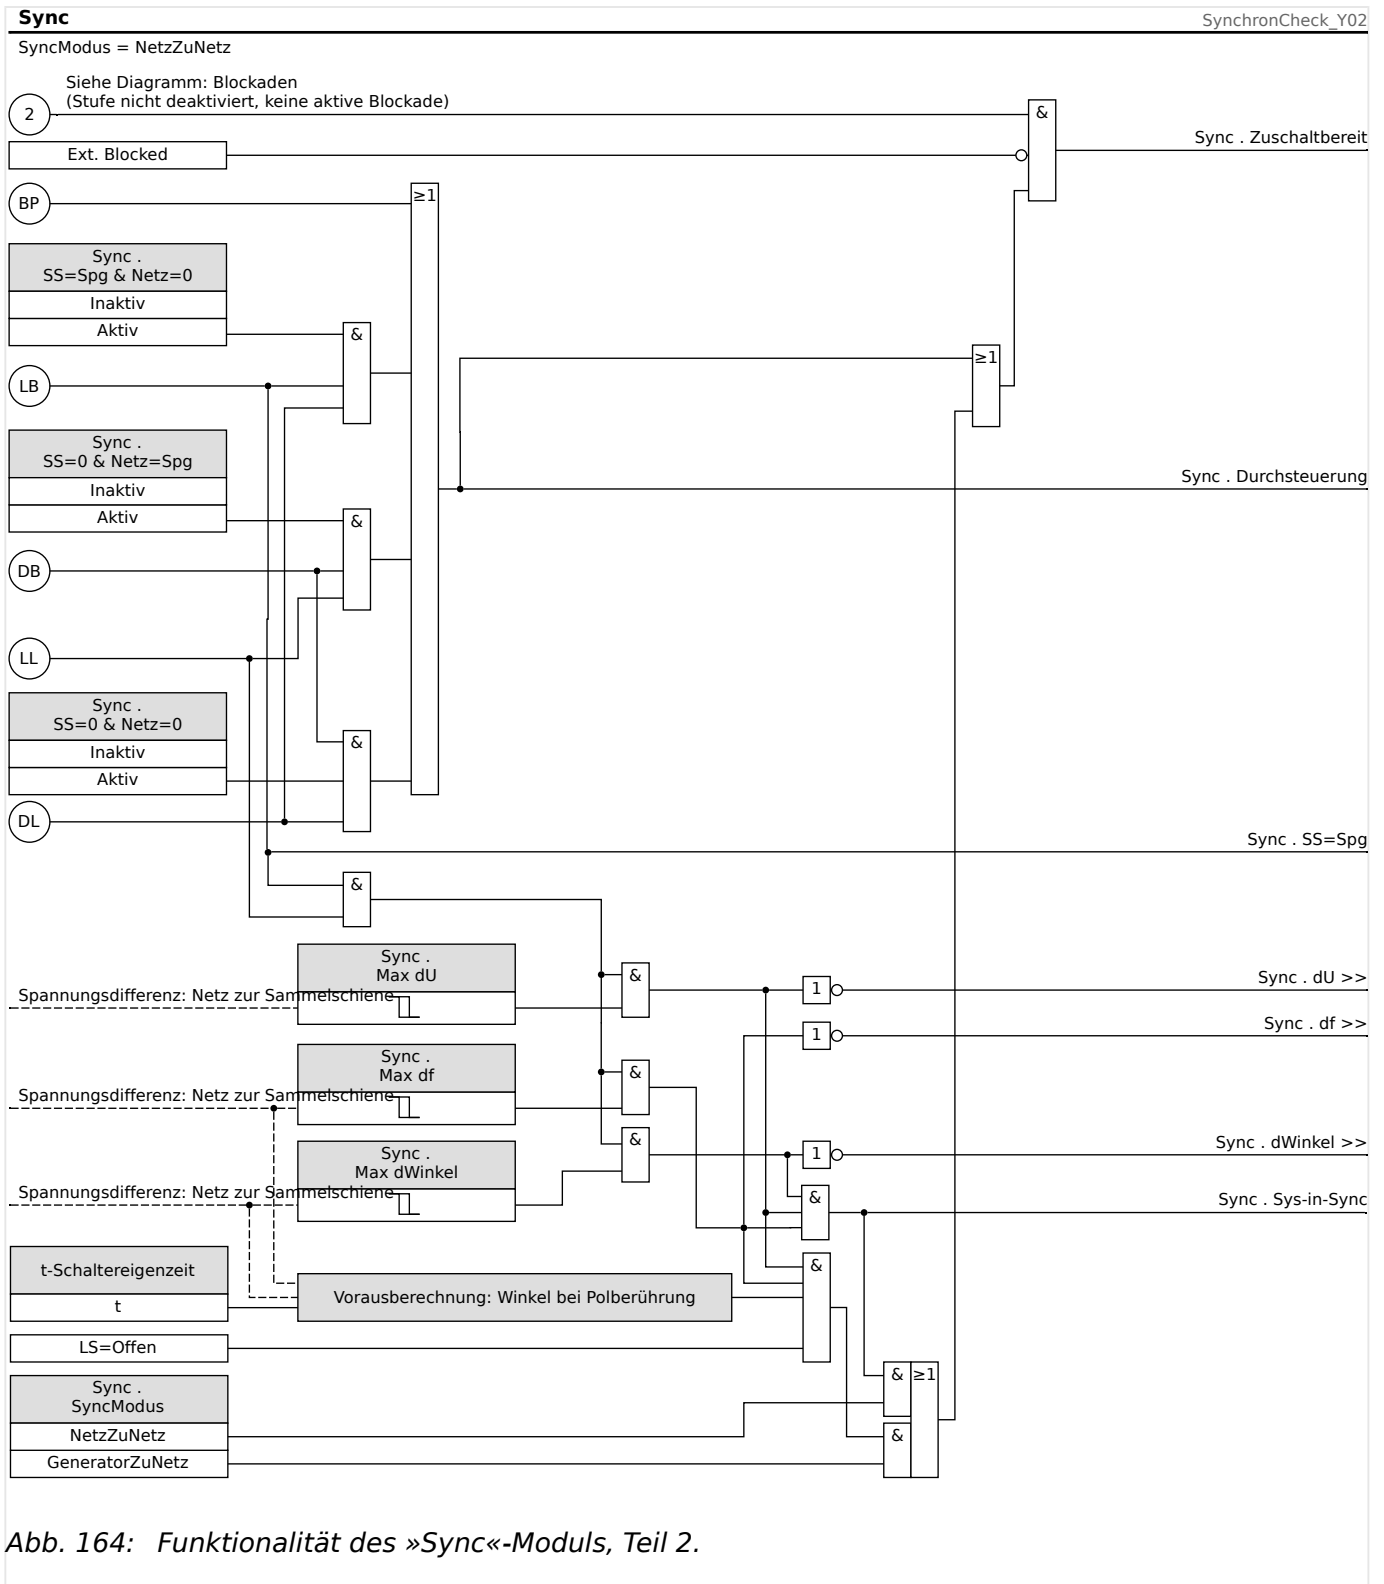 Sync
SynchronCheck_Y02
SyncModus = NetzZuNetz
Siehe Diagramm: Blockaden
(Stufe nicht deaktiviert, keine aktive Blockade)
2
&
Sync . Zuschaltbereit
Ext. Blocked
BP
≥1
Sync .
SS=Spg & Netz=0
Inaktiv
Aktiv
&
≥1
LB
Sync .
SS=0 & Netz=Spg
Inaktiv
Aktiv
&
Sync . Durchsteuerung
DB
LL
Sync .
SS=0 & Netz=0
Inaktiv
Aktiv
&
DL
Sync . SS=Spg
&
Sync .
Max dU
Spannungsdifferenz: Netz zur Sammelschiene
&
1
Sync . dU >>
1
Sync . df >>
Sync .
Max df
Spannungsdifferenz: Netz zur Sammelschiene
&
&
Sync .
Max dWinkel
Spannungsdifferenz: Netz zur Sammelschiene
1
Sync . dWinkel >>
&
Sync . Sys-in-Sync
t-Schaltereigenzeit
t
Vorausberechnung: Winkel bei Polberührung
&
LS=Offen
Sync .
SyncModus
NetzZuNetz
GeneratorZuNetz
&
≥1
&
Abb. 164: Funktionalität des »Sync«-Moduls, Teil 2.